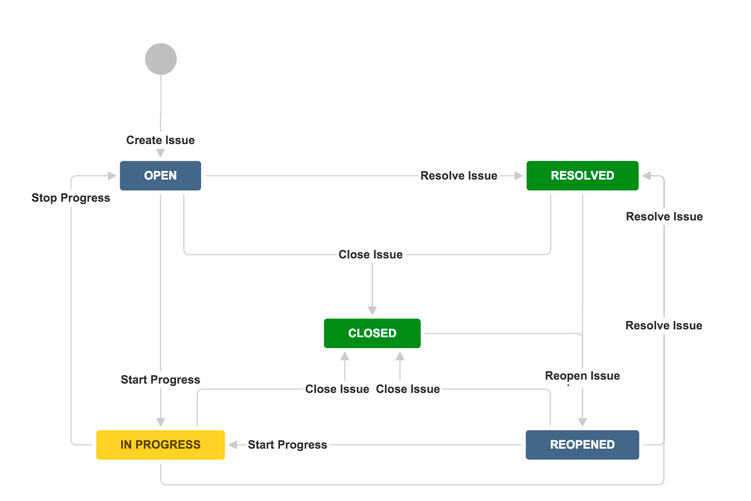 Create Issue
OPEN
Resolve Issue
RESOLVED
Stop Progress
Resolve Issue
Close Issue
Resolve Issue
CLOSED
Start Progress
Reopen Issue
Close Issue
Close Issue
IN PROGRESS
Start Progress
REOPENED